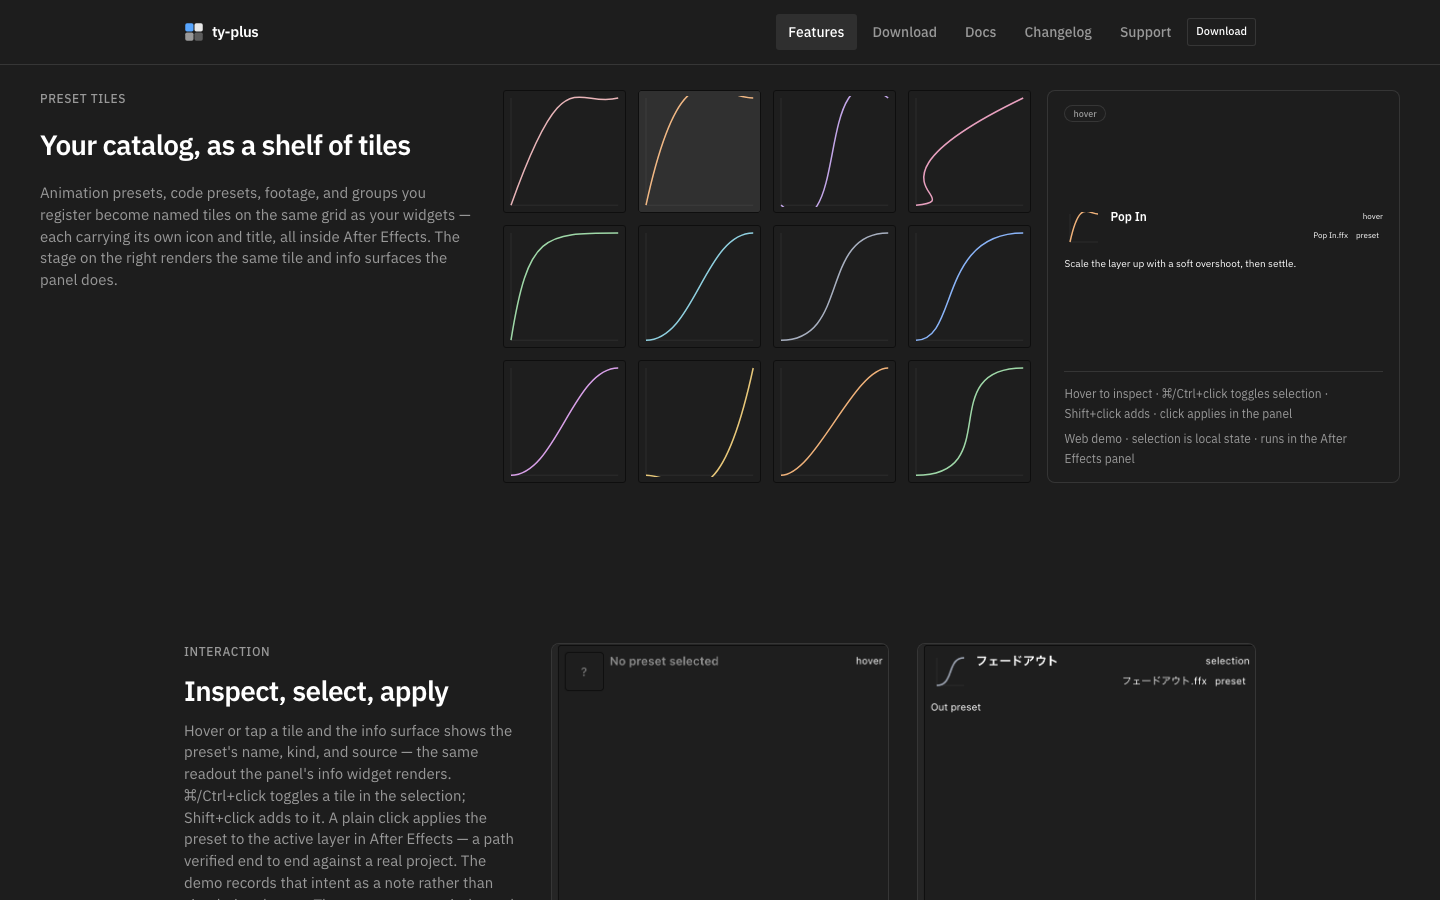 ty-plus
Features
Download
Docs
Changelog
Support
Download
PRESET TILES
Your catalog, as a shelf of tiles
Animation presets, code presets, footage, and groups you
register become named tiles on the same grid as your widgets —
each carrying its own icon and title, all inside After Effects. The
stage on the right renders the same tile and info surfaces the
panel does.
hover
Pop In
hover
Pop In.ffx preset
Scale the layer up with a soft overshoot, then settle.
Hover to inspect · ⌘/Ctrl+click toggles selection ·
Shift+click adds · click applies in the panel
Web demo · selection is local state · runs in the After
Effects panel
INTERACTION
Inspect, select, apply
Hover or tap a tile and the info surface shows the
preset's name, kind, and source — the same
readout the panel's info widget renders.
⌘/Ctrl+click toggles a tile in the selection;
Shift+click adds to it. A plain click applies the
preset to the active layer in After Effects — a path
verified end to end against a real project. The
demo records that intent as a note rather than
?
No preset selected
hover
フェードアウト
selection
フェードアウト.ffx preset
Out preset